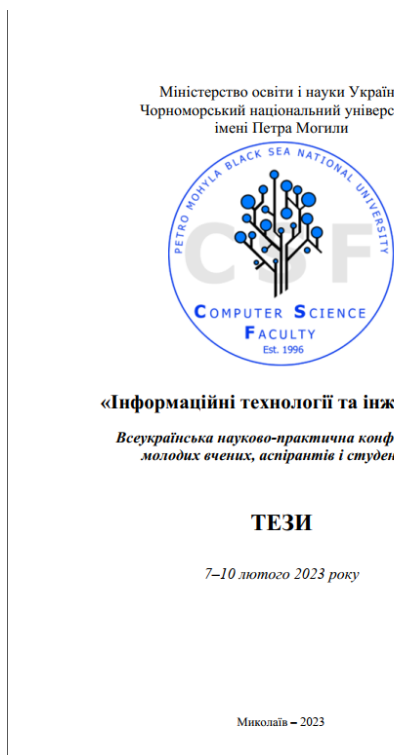 Міністерство освіти і науки Україн
Чорноморський національний універс
імені Петра Могили
PETRO MOHYLA BLACK SEA NATIONAL UNIVERSITY
CSF
COMPUTER SCIENCE
FACULTY
Est. 1996
«Інформаційні технології та інж
Всеукраїнська науково-практична конф
молодих вчених, аспірантів і студен
ТЕЗИ
7–10 лютого 2023 року
Миколаїв – 2023